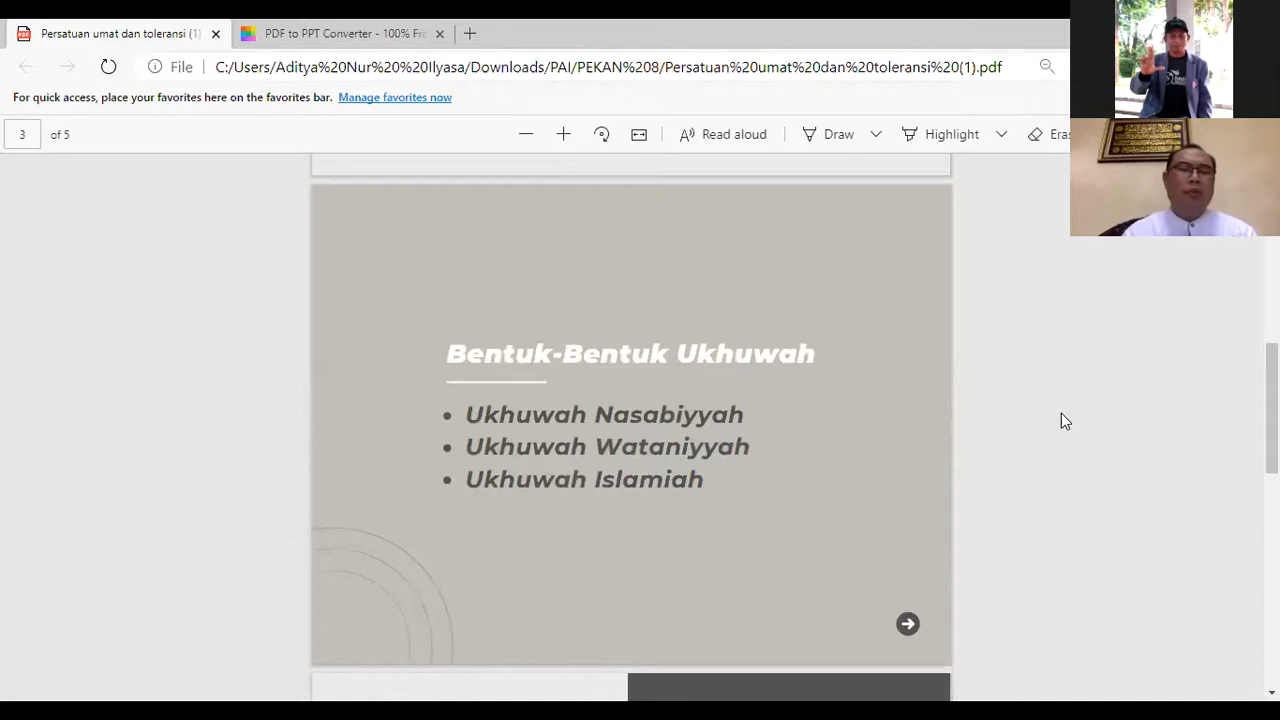 Persatuan umat dan toleransi (1)
PDF to PPT Converter - 100% Fre
File
C:/Users/Aditya%20Nur%20%20Ilyasa/Downloads/PAI/PEKAN%208/Persatuan%20umat%20dan%20toleransi%20(1).pdf
For quick access, place your favorites here on the favorites bar. Manage favorites now
3 of 5
Read aloud
Draw
Highlight
Eras
Bentuk-Bentuk Ukhuwah
• Ukhuwah Nasabiyyah
• Ukhuwah Wataniyyah
• Ukhuwah Islamiah